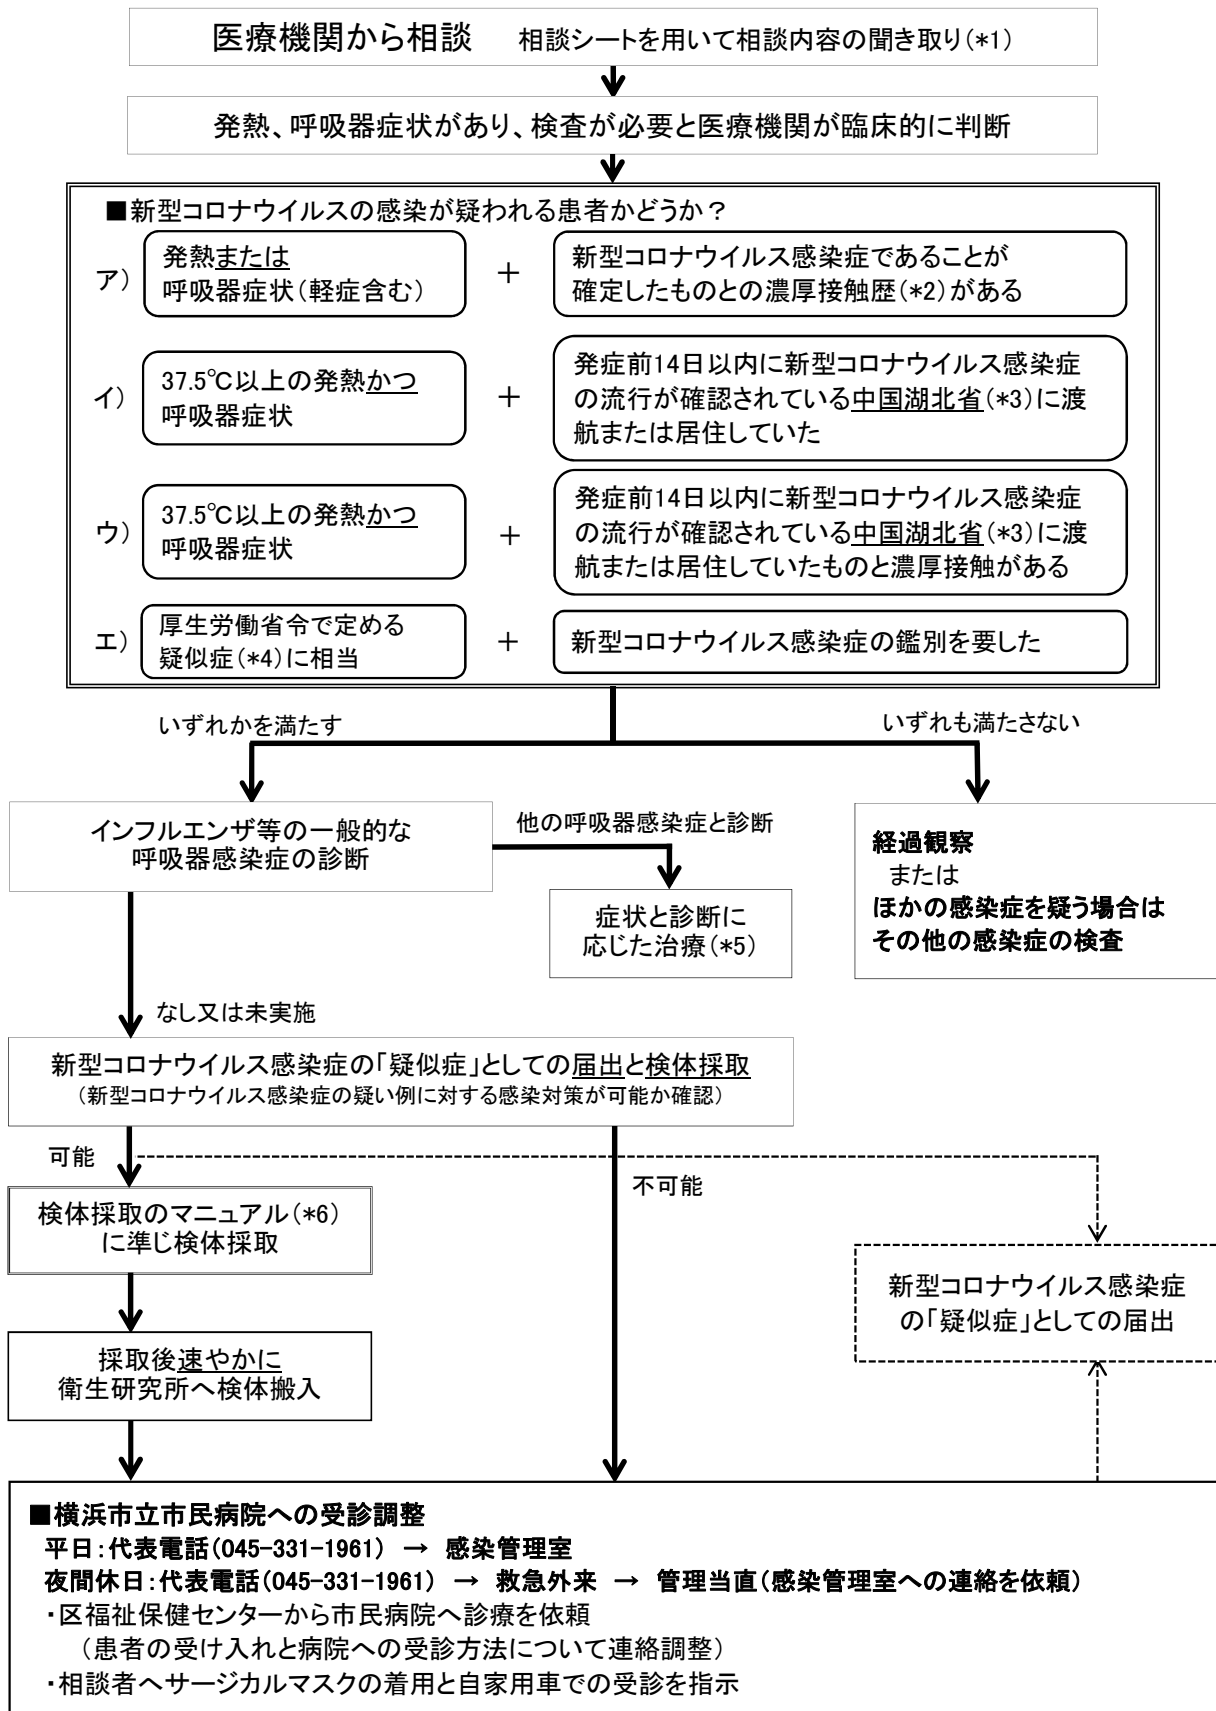 医療機関から相談　相談シートを用いて相談内容の聞き取り(*1)
発熱、呼吸器症状があり、検査が必要と医療機関が臨床的に判断
■新型コロナウイルスの感染が疑われる患者かどうか？
ア)
発熱または
呼吸器症状(軽症含む)
＋
新型コロナウイルス感染症であることが
確定したものとの濃厚接触歴(*2)がある
イ)
37.5℃以上の発熱かつ
呼吸器症状
＋
発症前14日以内に新型コロナウイルス感染症
の流行が確認されている中国湖北省(*3)に渡
航または居住していた
ウ)
37.5℃以上の発熱かつ
呼吸器症状
＋
発症前14日以内に新型コロナウイルス感染症
の流行が確認されている中国湖北省(*3)に渡
航または居住していたものと濃厚接触がある
エ)
厚生労働省令で定める
疑似症(*4)に相当
＋
新型コロナウイルス感染症の鑑別を要した
いずれかを満たす
いずれも満たさない
インフルエンザ等の一般的な
呼吸器感染症の診断
他の呼吸器感染症と診断
症状と診断に
応じた治療(*5)
経過観察
または
ほかの感染症を疑う場合は
その他の感染症の検査
なし又は未実施
新型コロナウイルス感染症の「疑似症」としての届出と検体採取
(新型コロナウイルス感染症の疑い例に対する感染対策が可能か確認)
可能
不可能
検体採取のマニュアル(*6)
に準じ検体採取
新型コロナウイルス感染症
の「疑似症」としての届出
採取後速やかに
衛生研究所へ検体搬入
■横浜市立市民病院への受診調整
平日：代表電話(045-331-1961) → 感染管理室
夜間休日：代表電話(045-331-1961) → 救急外来 → 管理当直(感染管理室への連絡を依頼)
・区福祉保健センターから市民病院へ診療を依頼
(患者の受け入れと病院への受診方法について連絡調整)
・相談者へサージカルマスクの着用と自家用車での受診を指示